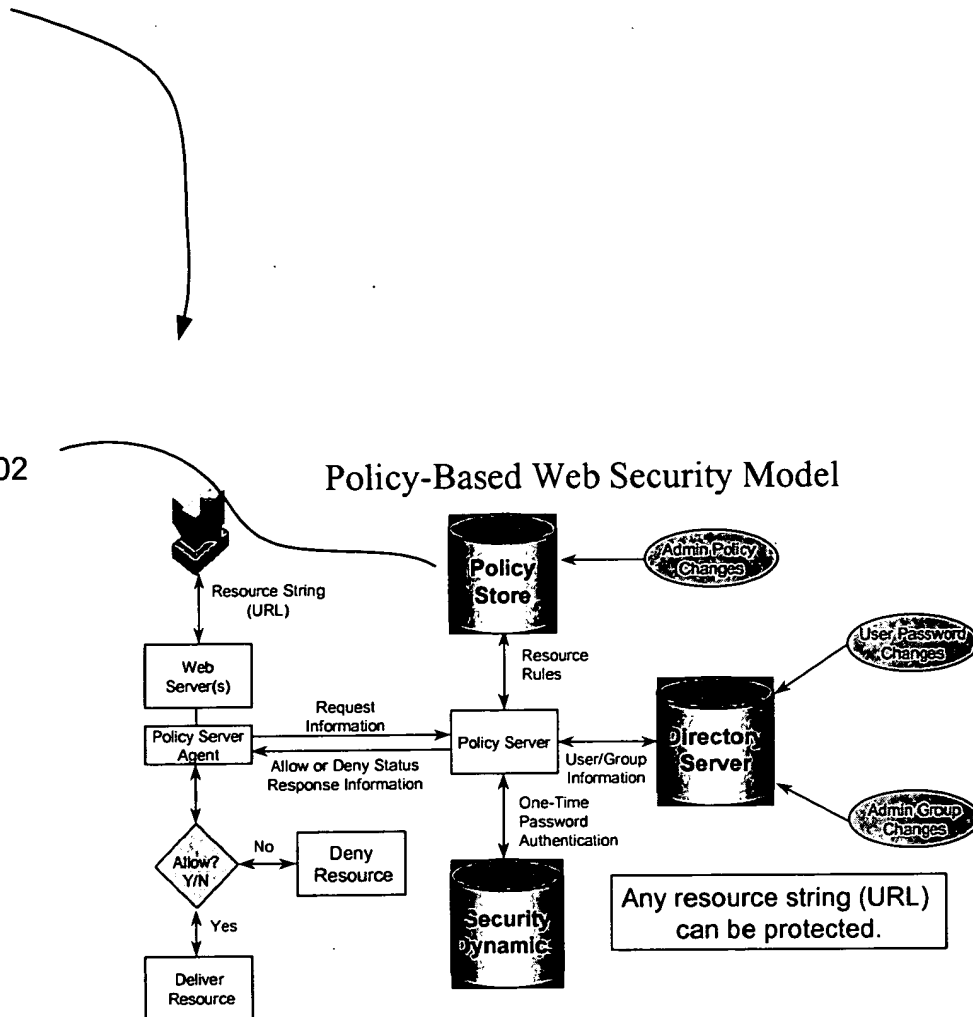 02
Policy-Based Web Security Model
Resource String
(URL)
Policy
Store
Admin Policy
Changes
User Password
Changes
Web
Server(s)
Resource
Rules
Request
Information
Policy Server
Agent
Policy Server
Allow or Deny Status
Response Information
User/Group
Information
Directory
Server
One-Time
Password
Authentication
Admin Group
Changes
Allow?
Y/N
No
Deny
Resource
Yes
Security
Dynamic
Any resource string (URL)
can be protected.
Deliver
Resource